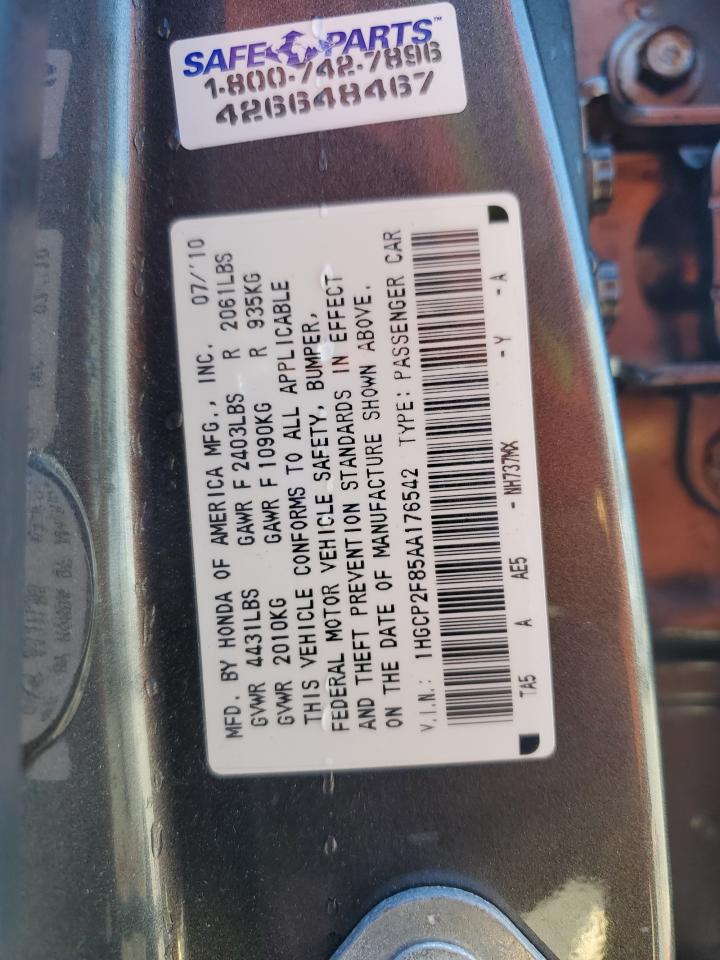 SAFE PARTS™
1-800-742-7896
426648467
MFD. BY HONDA OF AMERICA MFG., INC. 07/'10
GVWR 4431LBS GAWR F 2403LBS R 2061LBS
GVWR 2010KG GAWR F 1090KG R 935KG
THIS VEHICLE CONFORMS TO ALL APPLICABLE
FEDERAL MOTOR VEHICLE SAFETY, BUMPER,
AND THEFT PREVENTION STANDARDS IN EFFECT
ON THE DATE OF MANUFACTURE SHOWN ABOVE.
V.I.N.: 1HGCP2F85AA176542 TYPE: PASSENGER CAR
TA5 A AE5 - NH737MX - Y - A